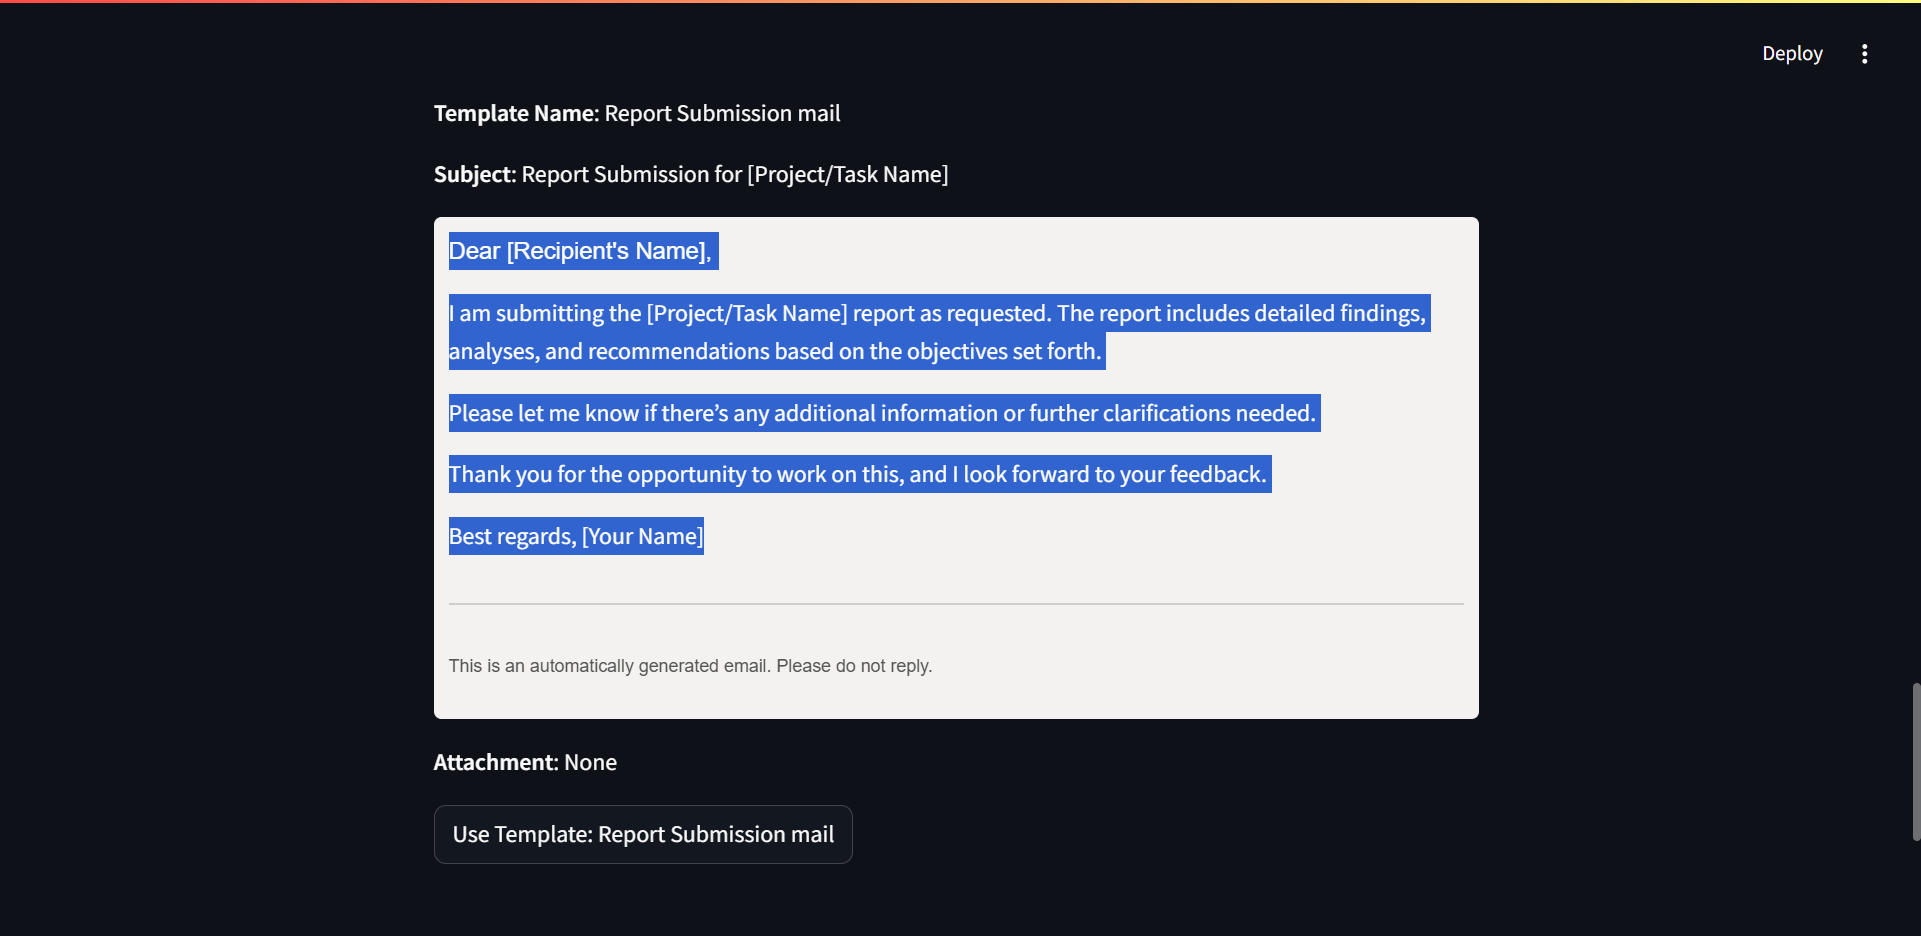 Deploy
Template Name: Report Submission mail
Subject: Report Submission for [Project/Task Name]
Dear [Recipient's Name],
I am submitting the [Project/Task Name] report as requested. The report includes detailed findings,
analyses, and recommendations based on the objectives set forth.
Please let me know if there’s any additional information or further clarifications needed.
Thank you for the opportunity to work on this, and I look forward to your feedback.
Best regards, [Your Name]
This is an automatically generated email. Please do not reply.
Attachment: None
Use Template: Report Submission mail